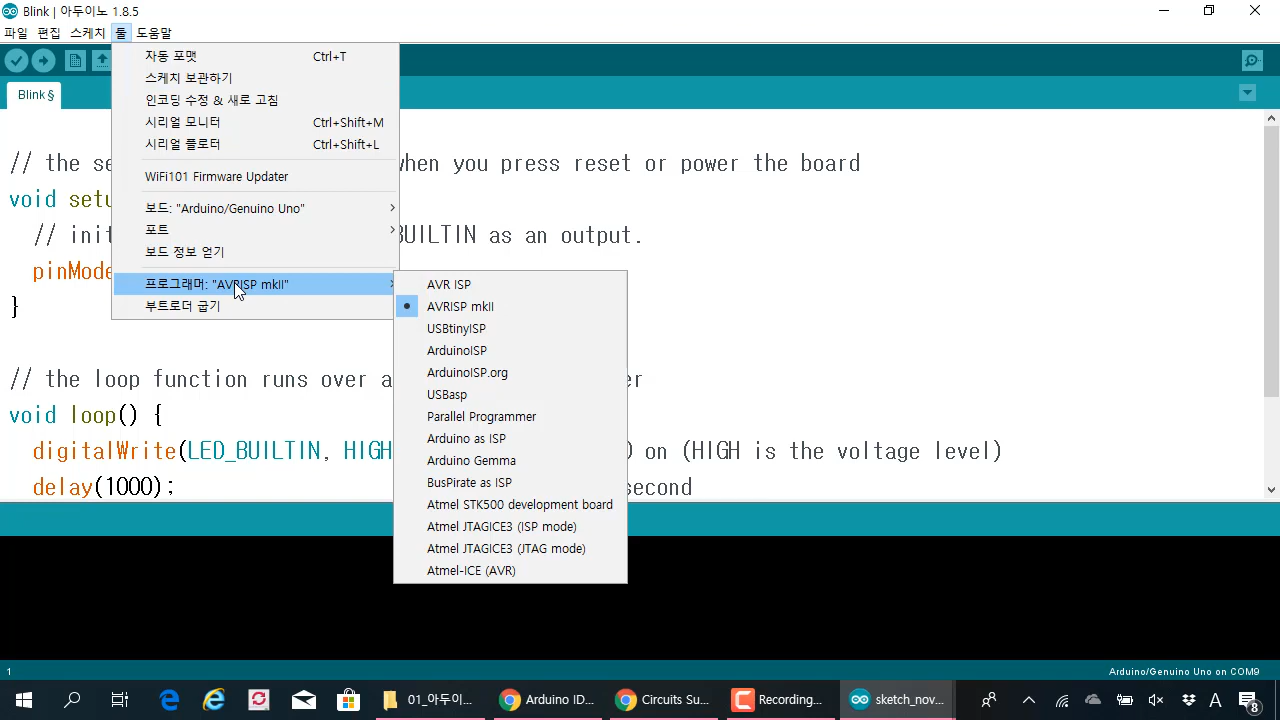 Blink | 아두이노 1.8.5
파일 편집 스케치 툴 도움말
자동 포맷 Ctrl+T
스케치 보관하기
인코딩 수정 & 새로 고침
시리얼 모니터 Ctrl+Shift+M
시리얼 플로터 Ctrl+Shift+L
WiFi101 Firmware Updater
보드: "Arduino/Genuino Uno"
포트
보드 정보 얻기
프로그래머: "AVRISP mkII"
부트로더 굽기
AVR ISP
AVRISP mkII
USBtinyISP
ArduinoISP
ArduinoISP.org
USBasp
Parallel Programmer
Arduino as ISP
Arduino Gemma
BusPirate as ISP
Atmel STK500 development board
Atmel JTAGICE3 (ISP mode)
Atmel JTAGICE3 (JTAG mode)
Atmel-ICE (AVR)
Blink §
// the se when you press reset or power the board
void setu
// init BUILTIN as an output.
pinMode
}
// the loop function runs over a er
void loop() {
digitalWrite(LED_BUILTIN, HIGH ) on (HIGH is the voltage level)
delay(1000); second
1 Arduino/Genuino Uno on COM9
01_아두이... Arduino ID... Circuits Su... Recording... sketch_nov... A 8